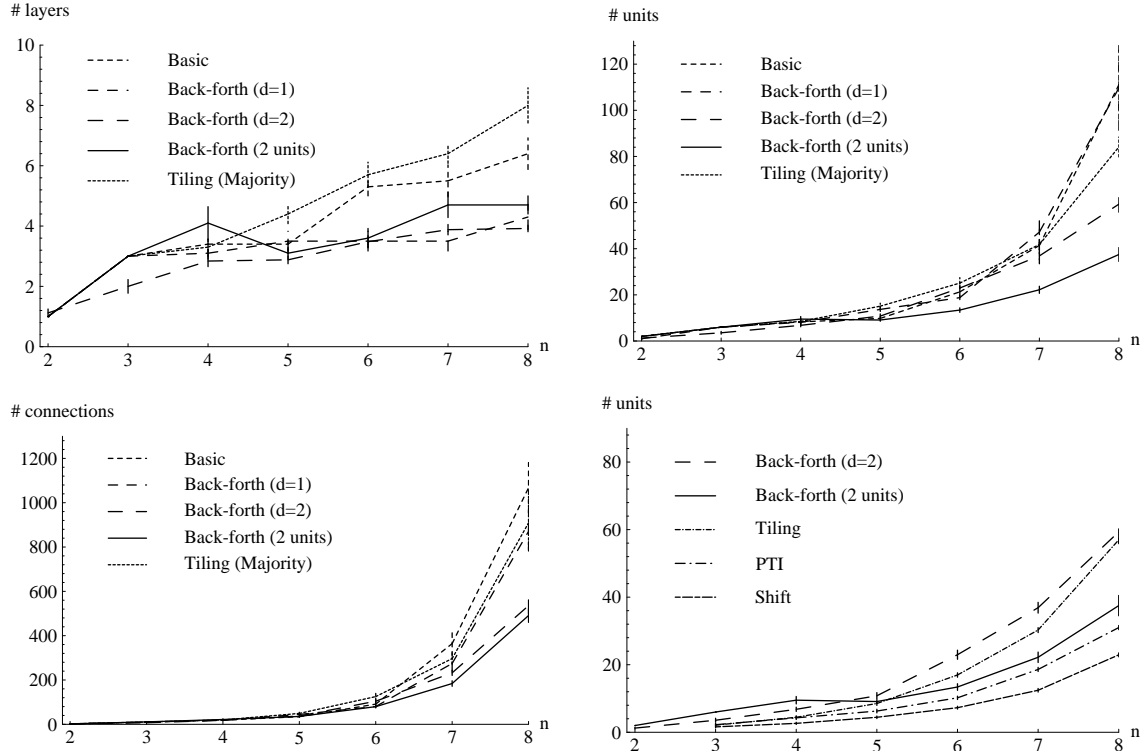 # layers
10
8
6
4
2
0
2 3 4 5 6 7 8 n
Basic
Back-forth (d=1)
Back-forth (d=2)
Back-forth (2 units)
Tiling (Majority)
# units
120
100
80
60
40
20
0
2 3 4 5 6 7 8 n
Basic
Back-forth (d=1)
Back-forth (d=2)
Back-forth (2 units)
Tiling (Majority)
# connections
1200
1000
800
600
400
200
0
2 3 4 5 6 7 8 n
Basic
Back-forth (d=1)
Back-forth (d=2)
Back-forth (2 units)
Tiling (Majority)
# units
80
60
40
20
0
2 3 4 5 6 7 8 n
Back-forth (d=2)
Back-forth (2 units)
Tiling
PTI
Shift